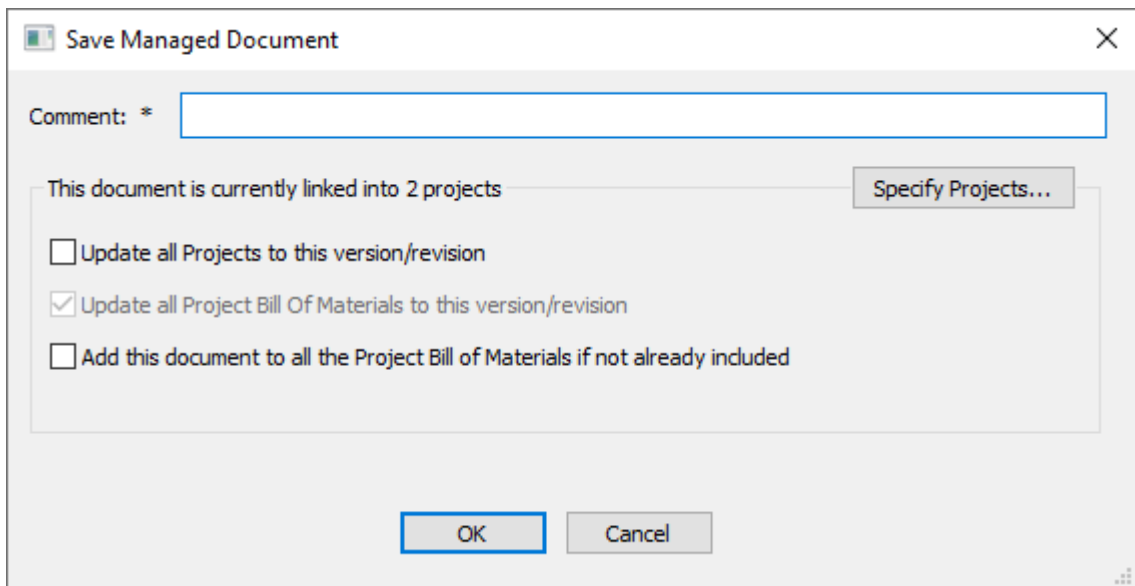 Save Managed Document
Comment: *
This document is currently linked into 2 projects
Specify Projects...
Update all Projects to this version/revision
Update all Project Bill Of Materials to this version/revision
Add this document to all the Project Bill of Materials if not already included
OK
Cancel